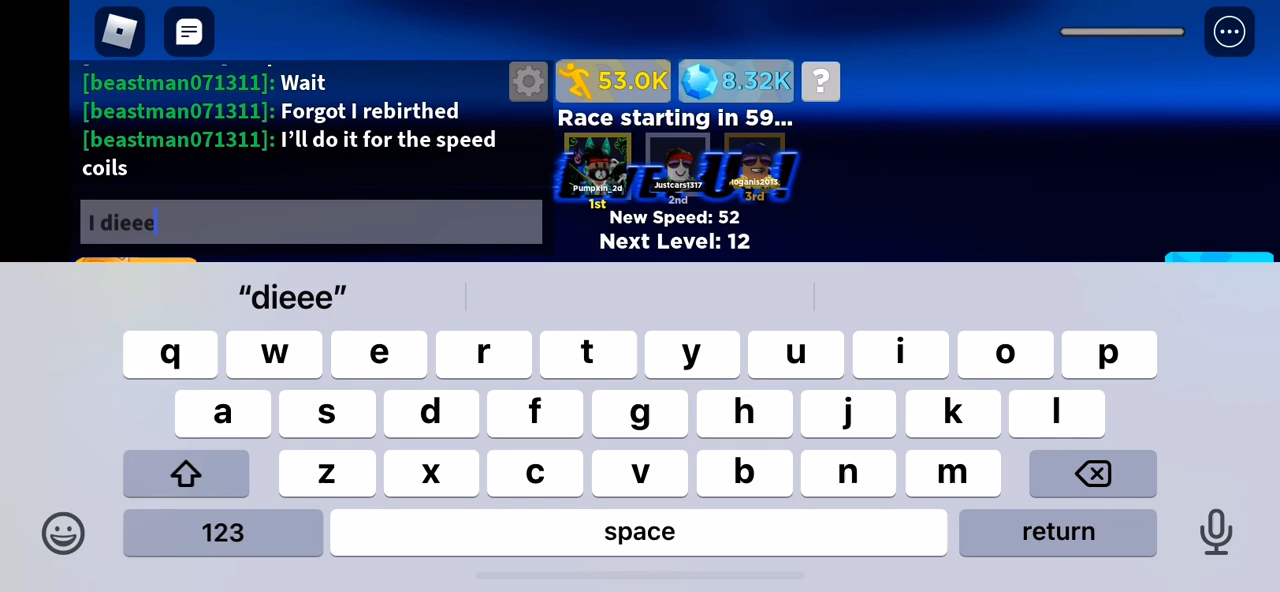 [beastman071311]: Wait
[beastman071311]: Forgot I rebirthed
[beastman071311]: I’ll do it for the speed
coils
I dieee
53.0K
8.32K
?
Race starting in 59...
Pumpkin_2d
Justcars1317
loganis2013
1st
2nd
3rd
New Speed: 52
Next Level: 12
“dieee”
q w e r t y u i o p
a s d f g h j k l
z x c v b n m
123
space
return